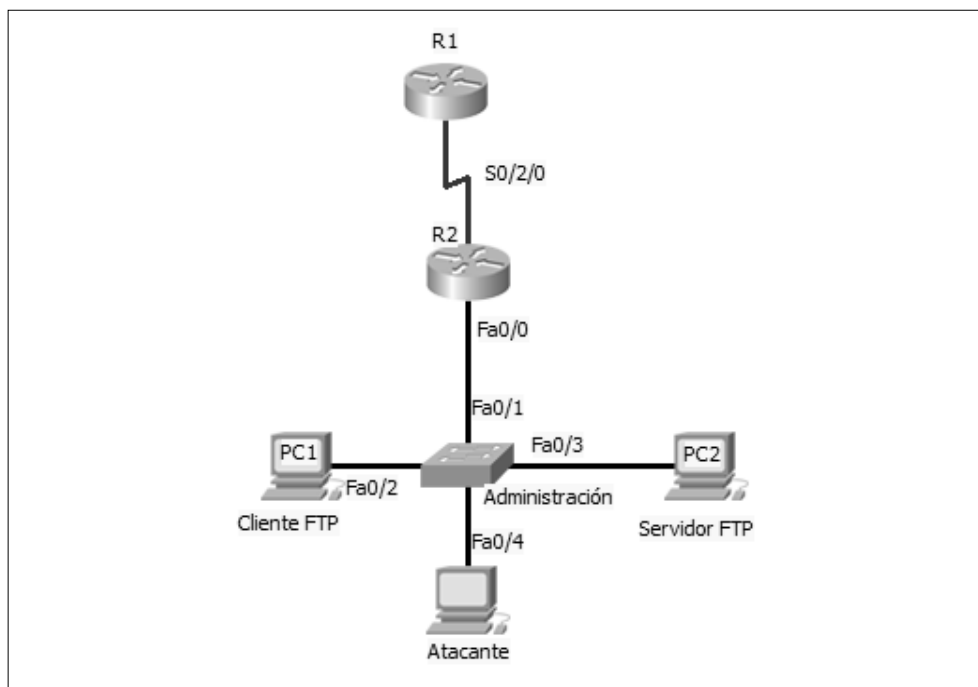 R1
S0/2/0
R2
Fa0/0
Fa0/1
PC1
Fa0/3
PC2
Fa0/2
Administración
Cliente FTP
Servidor FTP
Fa0/4
Atacante